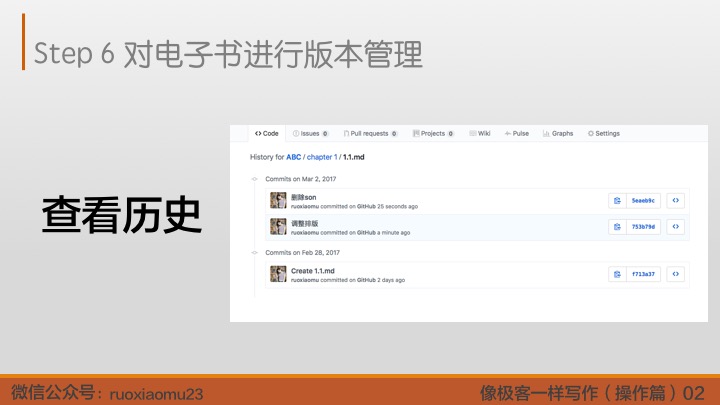 Step 6 对电子书进行版本管理
查看历史
Code Issues 0 Pull requests 0 Projects 0 Wiki Pulse Graphs Settings
History for ABC / chapter 1 / 1.1.md
Commits on Mar 2, 2017
删除son
ruoxiaomu committed on GitHub 25 seconds ago
5eaeb9c
调整排版
ruoxiaomu committed on GitHub a minute ago
753b79d
Commits on Feb 28, 2017
Create 1.1.md
ruoxiaomu committed on GitHub 2 days ago
f713a37
微信公众号：ruoxiaomu23
像极客一样写作（操作篇）02